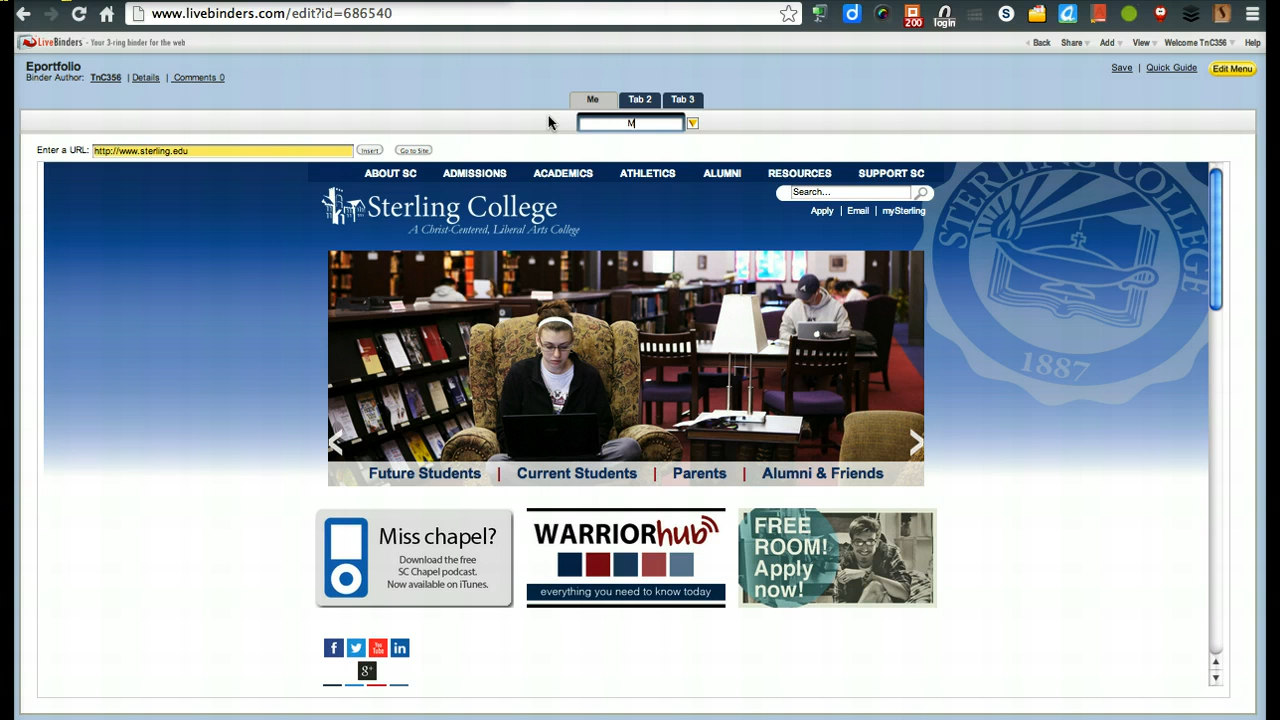 www.livebinders.com/edit?id=686540
200
login
LiveBinders - Your 3-ring binder for the web
Back Share Add View Welcome TnC356 Help
Eportfolio
Binder Author: TnC356 | Details | Comments 0
Save | Quick Guide Edit Menu
Me Tab 2 Tab 3
M
Enter a URL: http://www.sterling.edu Insert Go to Site
ABOUT SC ADMISSIONS ACADEMICS ATHLETICS ALUMNI RESOURCES SUPPORT SC
Search...
Sterling College
Apply | Email | mySterling
A Christ-Centered, Liberal Arts College
STERLING COLLEGE
1887
Future Students | Current Students | Parents | Alumni & Friends
Miss chapel?
Download the free
SC Chapel podcast.
Now available on iTunes.
WARRIORhub
everything you need to know today
FREE
ROOM!
Apply
now!
f You Tube in
g+